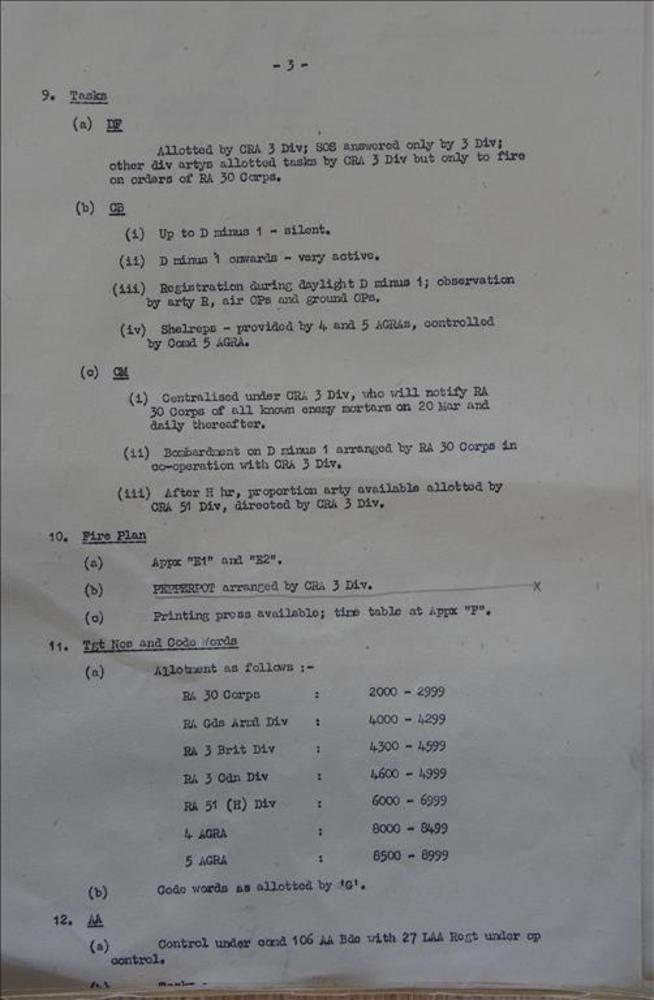 - 3 -
9. Tasks
(a) DF
Allotted by CRA 3 Div; SOS answered only by 3 Div;
other div artys allotted tasks by CRA 3 Div but only to fire
on orders of RA 30 Corps.
(b) CB
(i) Up to D minus 1 - silent.
(ii) D minus 1 onwards - very active.
(iii) Registration during daylight D minus 1; observation
by arty R, air OPs and ground OPs.
(iv) Shelreps - provided by 4 and 5 AGRAs, controlled
by Comd 5 AGRA.
(c) CM
(i) Centralised under CRA 3 Div, who will notify RA
30 Corps of all known enemy mortars on 20 Mar and
daily thereafter.
(ii) Bombardment on D minus 1 arranged by RA 30 Corps in
co-operation with CRA 3 Div.
(iii) After H hr, proportion arty available allotted by
CRA 51 Div, directed by CRA 3 Div.
10. Fire Plan
(a) Appx "E1" and "E2".
(b) PEPPERPOT arranged by CRA 3 Div. x
(c) Printing press available; time table at Appx "F".
11. Tgt Nos and Code Words
(a) Allotment as follows :-
RA 30 Corps : 2000 - 2999
RA Gds Armd Div : 4000 - 4299
RA 3 Brit Div : 4300 - 4599
RA 3 Cdn Div : 4600 - 4999
RA 51 (H) Div : 6000 - 6999
4 AGRA : 8000 - 8499
5 AGRA : 8500 - 8999
(b) Code words as allotted by 'G'.
12. AA
(a) Control under comd 106 AA Bde with 27 LAA Regt under op
control.